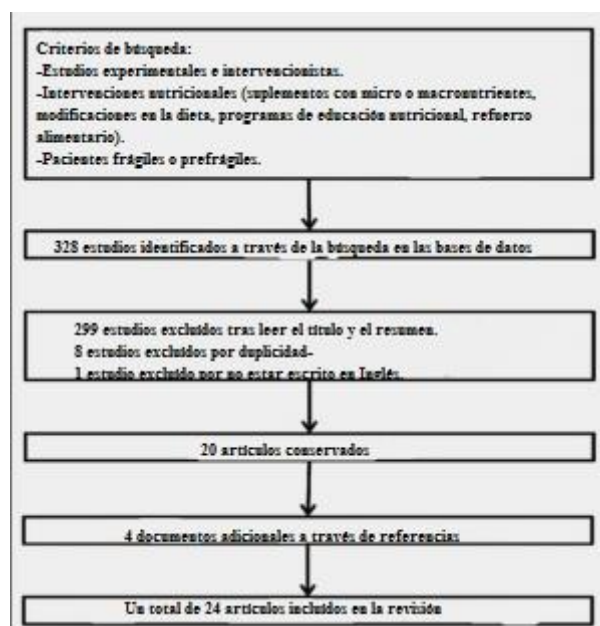 Criterios de búsqueda:
-Estudios experimentales e intervencionistas.
-Intervenciones nutricionales (suplementos con micro o macronutrientes,
modificaciones en la dieta, programas de educación nutricional, refuerzo
alimentario).
-Pacientes frágiles o prefrágiles.
328 estudios identificados a través de la búsqueda en las bases de datos
299 estudios excluidos tras leer el título y el resumen.
8 estudios excluidos por duplicidad-
1 estudio excluido por no estar escrito en Inglés.
20 artículos conservados
4 documentos adicionales a través de referencias
Un total de 24 artículos incluidos en la revisión